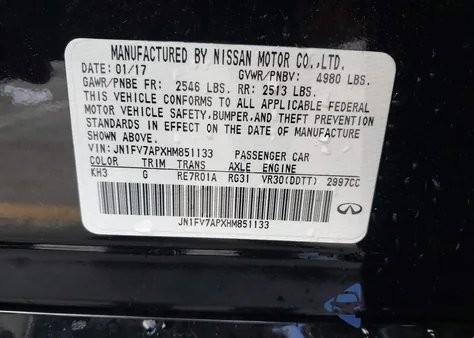 MANUFACTURED BY NISSAN MOTOR CO.,LTD.
DATE 01/17 GVWR/PNBV: 4980 LBS.
GAWR/PNBE FR: 2546 LBS. RR: 2513 LBS.
THIS VEHICLE CONFORMS TO ALL APPLICABLE FEDERAL
MOTOR VEHICLE SAFETY,BUMPER,AND THEFT PREVENTION
STANDARDS IN EFFECT ON THE DATE OF MANUFACTURE
SHOWN ABOVE.
VIN: JN1FV7APXHM851133 PASSENGER CAR
COLOR TRIM TRANS AXLE ENGINE
KH3 G RE7R01A RG31 VR30(DDTT) 2997CC
JN1FV7APXHM851133